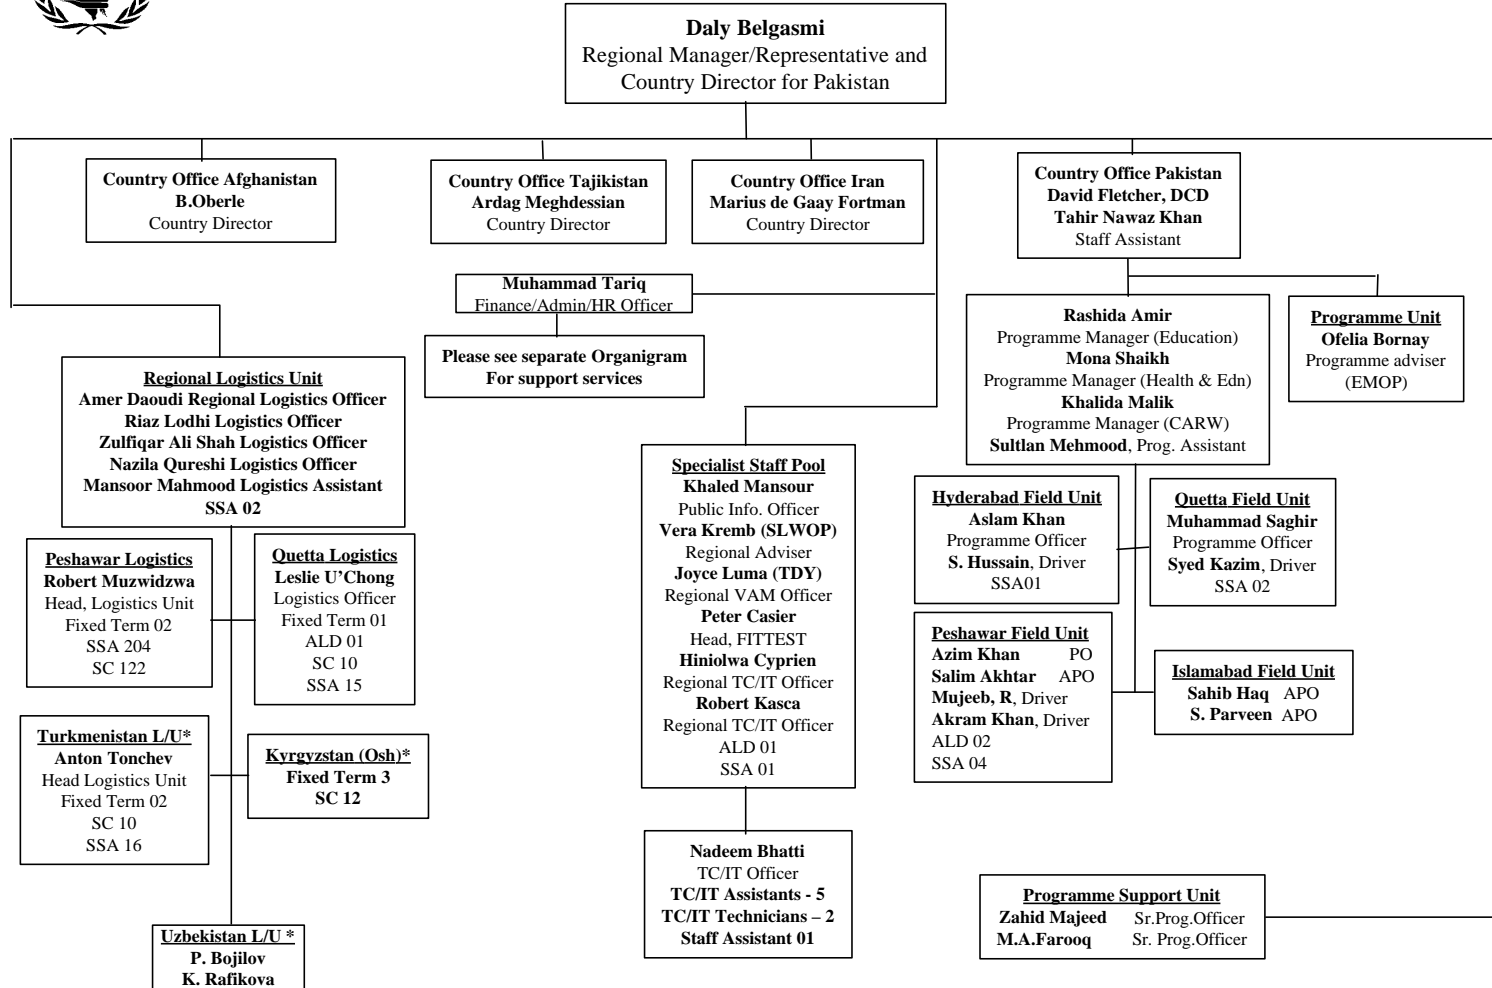 Daly Belgasmi
Regional Manager/Representative and
Country Director for Pakistan
Country Office Afghanistan
B.Oberle
Country Director
Country Office Tajikistan
Ardag Meghdessian
Country Director
Country Office Iran
Marius de Gaay Fortman
Country Director
Country Office Pakistan
David Fletcher, DCD
Tahir Nawaz Khan
Staff Assistant
Muhammad Tariq
Finance/Admin/HR Officer
Please see separate Organigram
For support services
Rashida Amir
Programme Manager (Education)
Mona Shaikh
Programme Manager (Health & Edn)
Khalida Malik
Programme Manager (CARW)
Sultlan Mehmood, Prog. Assistant
Programme Unit
Ofelia Bornay
Programme adviser
(EMOP)
Regional Logistics Unit
Amer Daoudi Regional Logistics Officer
Riaz Lodhi Logistics Officer
Zulfiqar Ali Shah Logistics Officer
Nazila Qureshi Logistics Officer
Mansoor Mahmood Logistics Assistant
SSA 02
Specialist Staff Pool
Khaled Mansour
Public Info. Officer
Vera Kremb (SLWOP)
Regional Adviser
Joyce Luma (TDY)
Regional VAM Officer
Peter Casier
Head, FITTEST
Hiniolwa Cyprien
Regional TC/IT Officer
Robert Kasca
Regional TC/IT Officer
ALD 01
SSA 01
Hyderabad Field Unit
Aslam Khan
Programme Officer
S. Hussain, Driver
SSA01
Quetta Field Unit
Muhammad Saghir
Programme Officer
Syed Kazim, Driver
SSA 02
Peshawar Logistics
Robert Muzwidzwa
Head, Logistics Unit
Fixed Term 02
SSA 204
SC 122
Quetta Logistics
Leslie U’Chong
Logistics Officer
Fixed Term 01
ALD 01
SC 10
SSA 15
Peshawar Field Unit
Azim Khan PO
Salim Akhtar APO
Mujeeb, R, Driver
Akram Khan, Driver
ALD 02
SSA 04
Islamabad Field Unit
Sahib Haq APO
S. Parveen APO
Turkmenistan L/U*
Anton Tonchev
Head Logistics Unit
Fixed Term 02
SC 10
SSA 16
Kyrgyzstan (Osh)*
Fixed Term 3
SC 12
Nadeem Bhatti
TC/IT Officer
TC/IT Assistants - 5
TC/IT Technicians – 2
Staff Assistant 01
Programme Support Unit
Zahid Majeed Sr.Prog.Officer
M.A.Farooq Sr. Prog.Officer
Uzbekistan L/U *
P. Bojilov
K. Rafikova